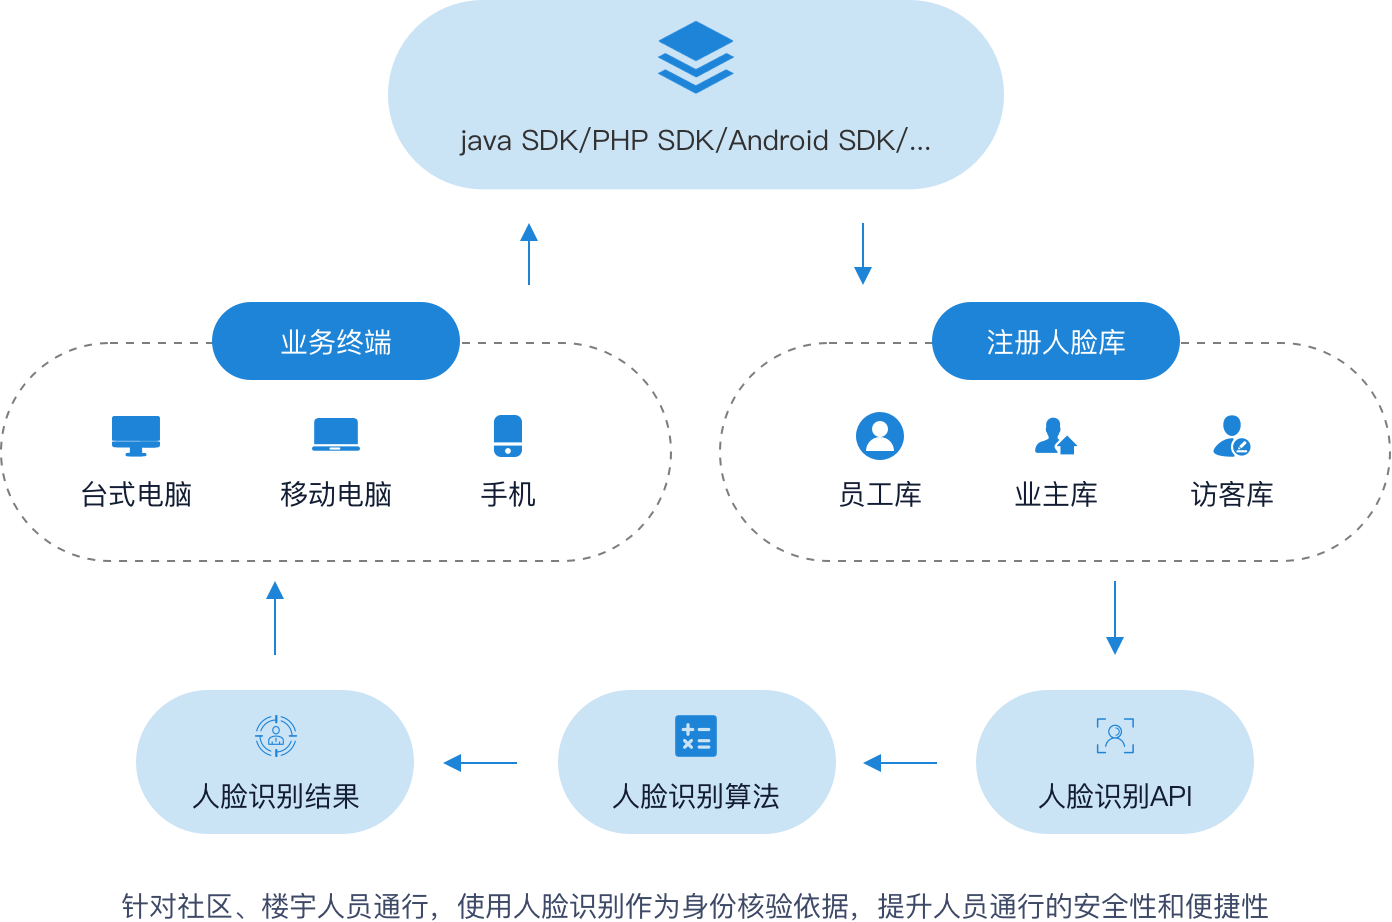 java SDK/PHP SDK/Android SDK/...
业务终端
注册人脸库
台式电脑
移动电脑
手机
员工库
业主库
访客库
人脸识别结果
人脸识别算法
人脸识别API
针对社区、楼宇人员通行，使用人脸识别作为身份核验依据，提升人员通行的安全性和便捷性